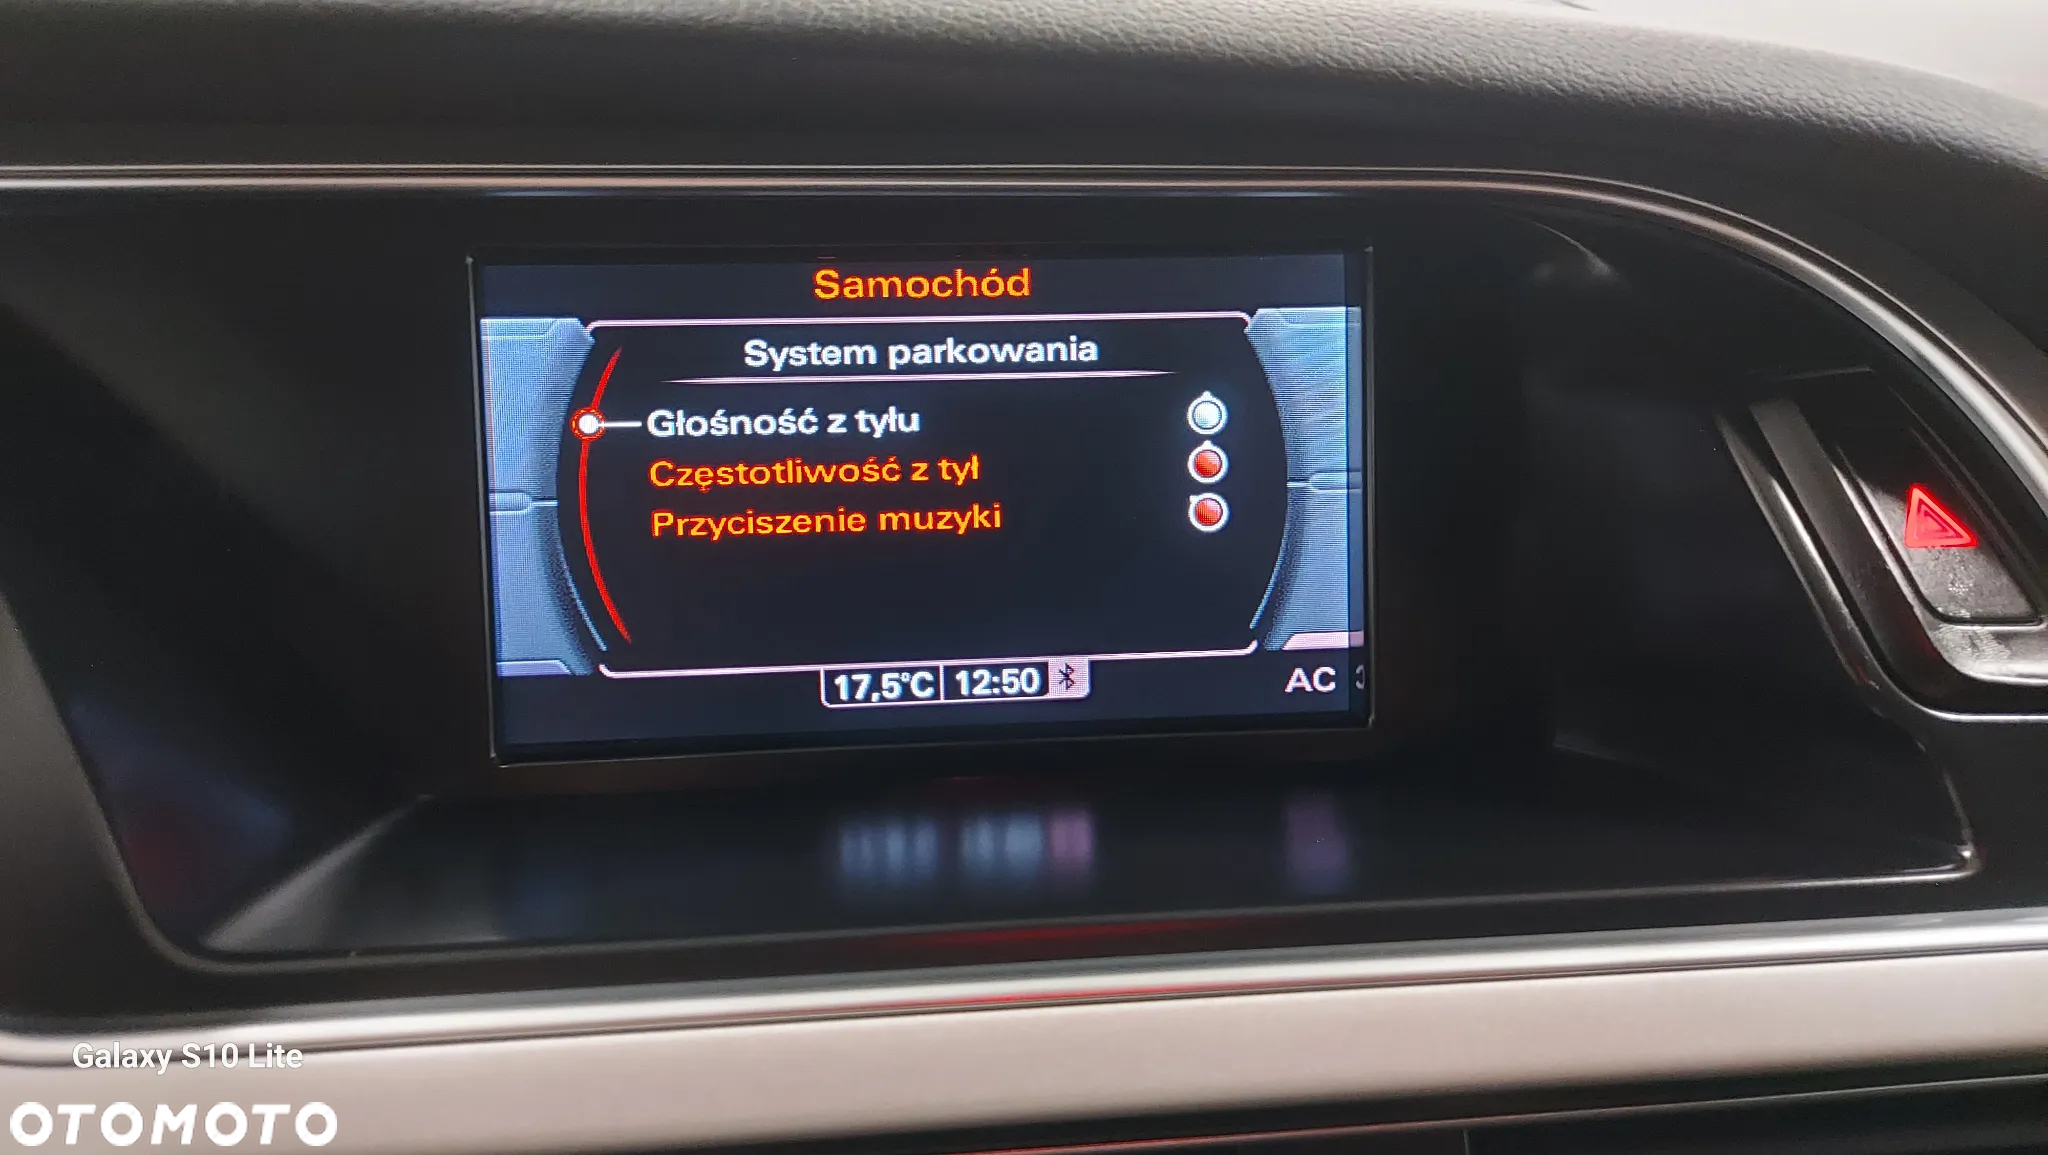 Samochód
System parkowania
Głośność z tyłu
Częstotliwość z tył
Przyciszenie muzyki
17,5°C 12:50
AC
Galaxy S10 Lite
OTOMOTO